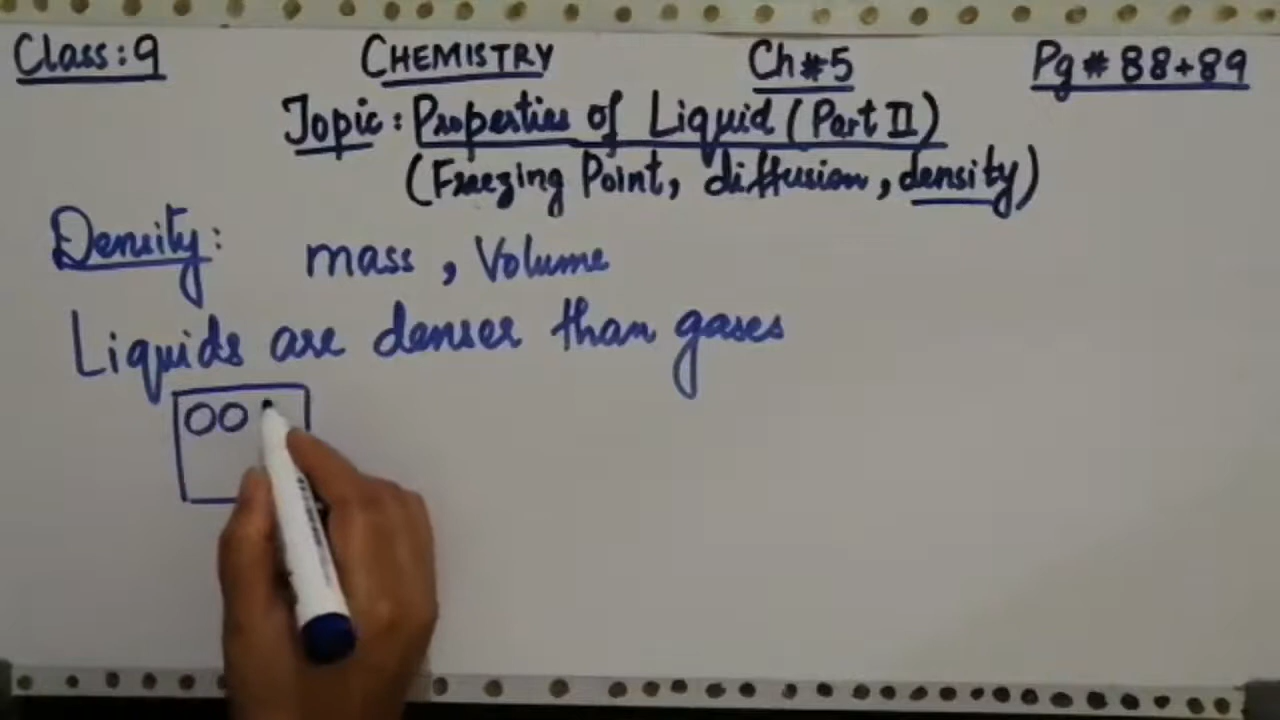 Class: 9 CHEMISTRY Ch#5 Pg # 88+89
Topic: Properties of Liquid (Part II)
(Freezing Point, diffusion, density)
Density: mass, Volume
Liquids are denser than gases